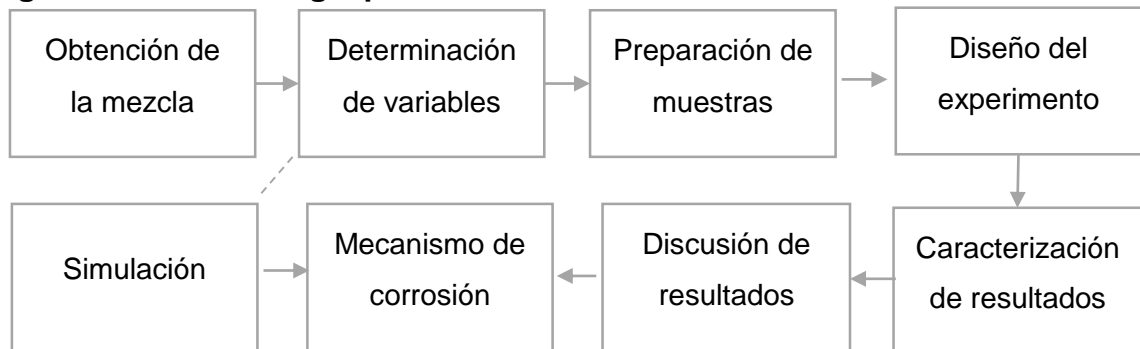 Obtención de
la mezcla
Determinación
de variables
Preparación de
muestras
Diseño del
experimento
Simulación
Mecanismo de
corrosión
Discusión de
resultados
Caracterización
de resultados